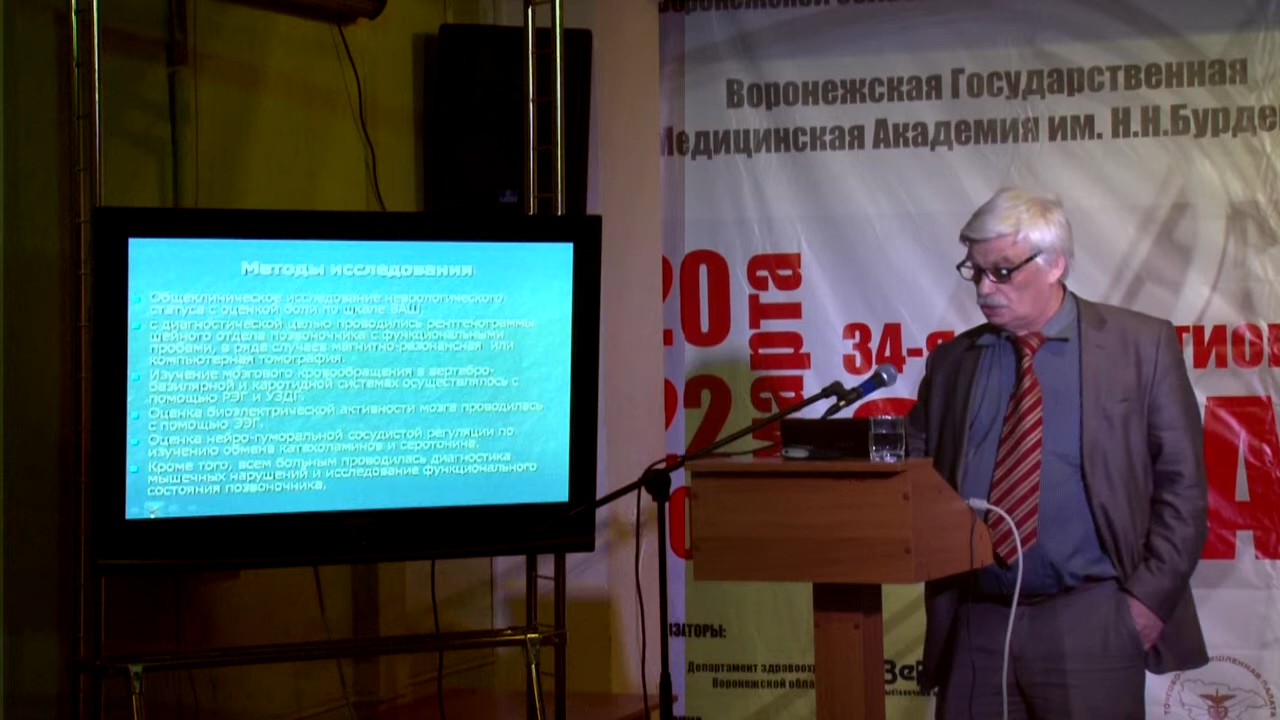 Методы исследования
Общеклиническое исследование неврологического
статуса с оценкой боли по шкале ВАШ;
с диагностической целью проводились рентгенограммы
шейного отдела позвоночника с функциональными
пробами, в ряде случаев магнитно-разонансная или
компьютерная томография.
Изучение мозгового кровообращения в вертебро-
базилярной и каротидной системах осуществлялось с
помощью РЭГ и УЗДГ.
Оценка биоэлектрической активности мозга проводилась
с помощью ЭЭГ.
Оценка нейро-гуморальной сосудистой регуляции по
изучению обмена катехоламинов и серотонина.
Кроме того, всем больным проводилась диагностика
мышечных нарушений и исследование функционального
состояния позвоночника.
Воронежской
Воронежская Государственная
Медицинская Академия им. Н.Н.Бурде
20
22
марта
34-я
Департамент здравоох
Воронежской обла